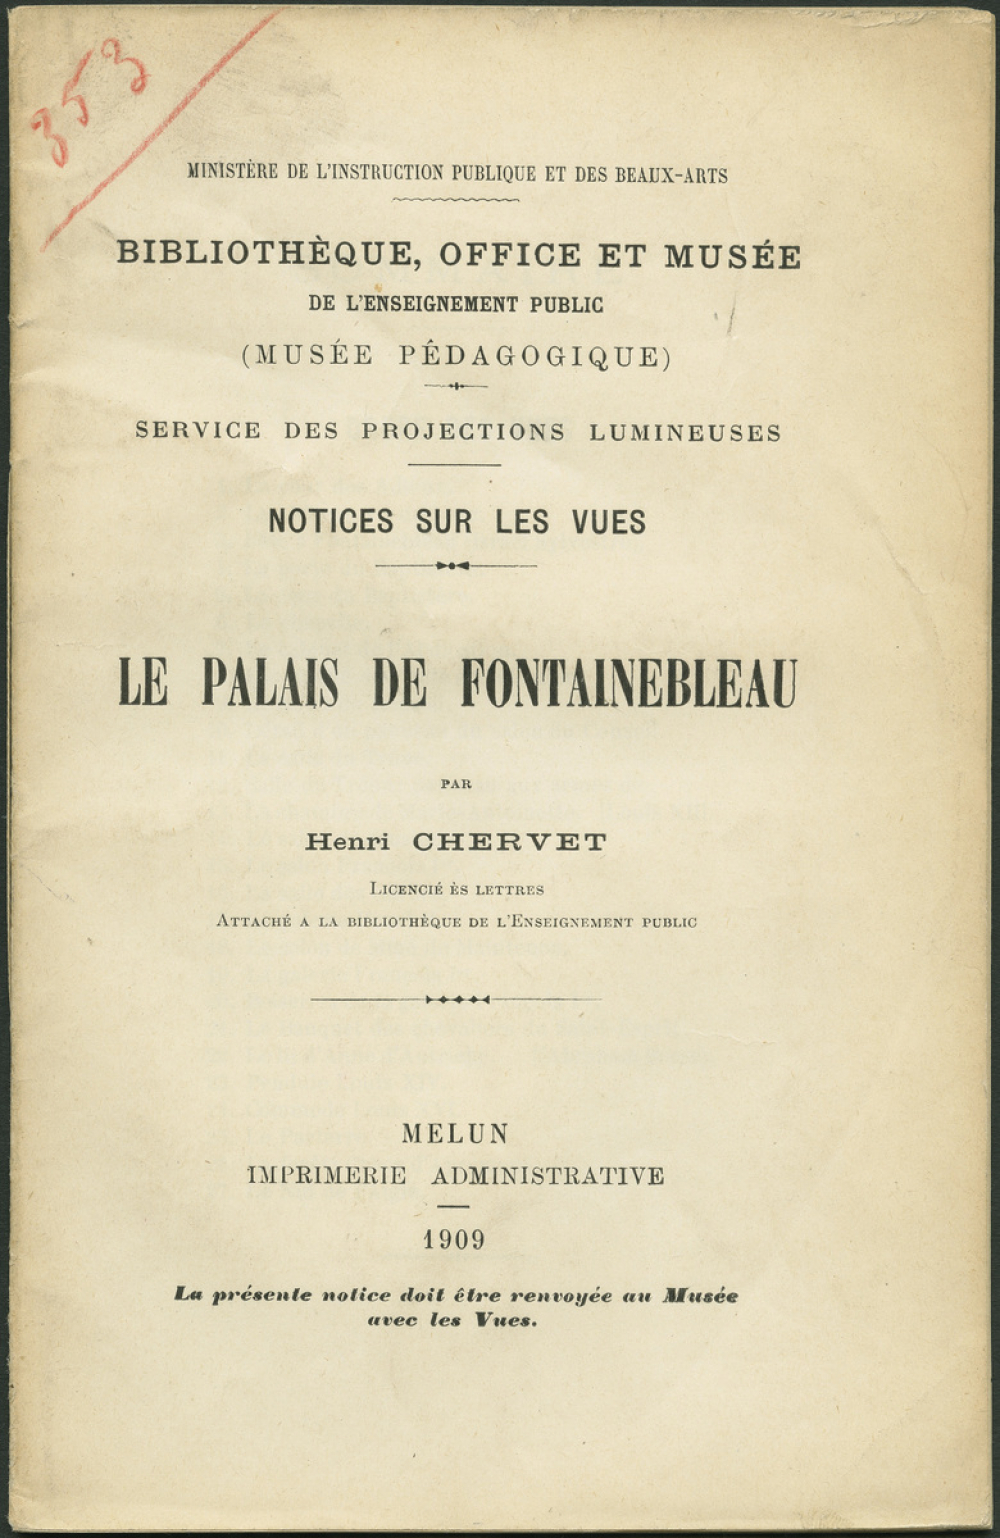 353
MINISTÈRE DE L'INSTRUCTION PUBLIQUE ET DES BEAUX-ARTS
BIBLIOTHÈQUE, OFFICE ET MUSÉE
DE L'ENSEIGNEMENT PUBLIC
(MUSÉE PÊDAGOGIQUE)
SERVICE DES PROJECTIONS LUMINEUSES
NOTICES SUR LES VUES
LE PALAIS DE FONTAINEBLEAU
PAR
Henri CHERVET
LICENCIÉ ÈS LETTRES
ATTACHÉ A LA BIBLIOTHÈQUE DE L'ENSEIGNEMENT PUBLIC
MELUN
IMPRIMERIE ADMINISTRATIVE
1909
La présente notice doit être renvoyée au Musée
avec les Vues.